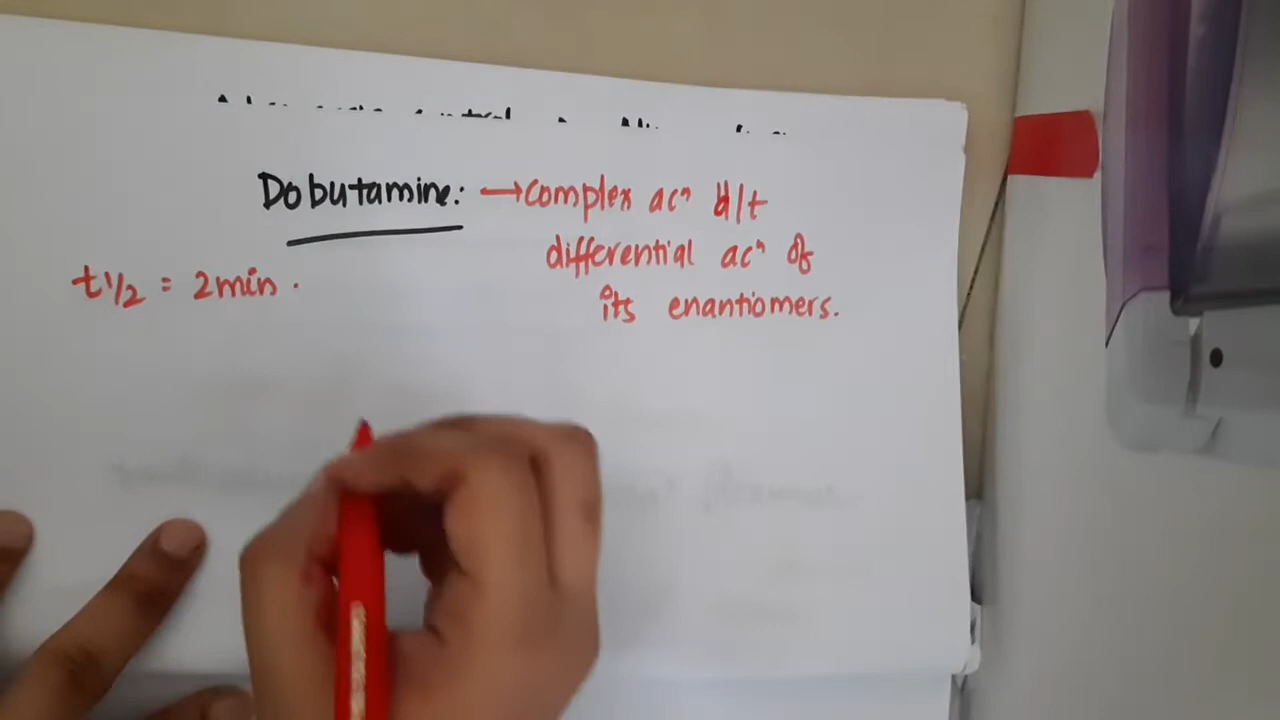 Dobutamine: →complex acⁿ d/t
differential acⁿ of
its enantiomers.
t1/2 = 2min.